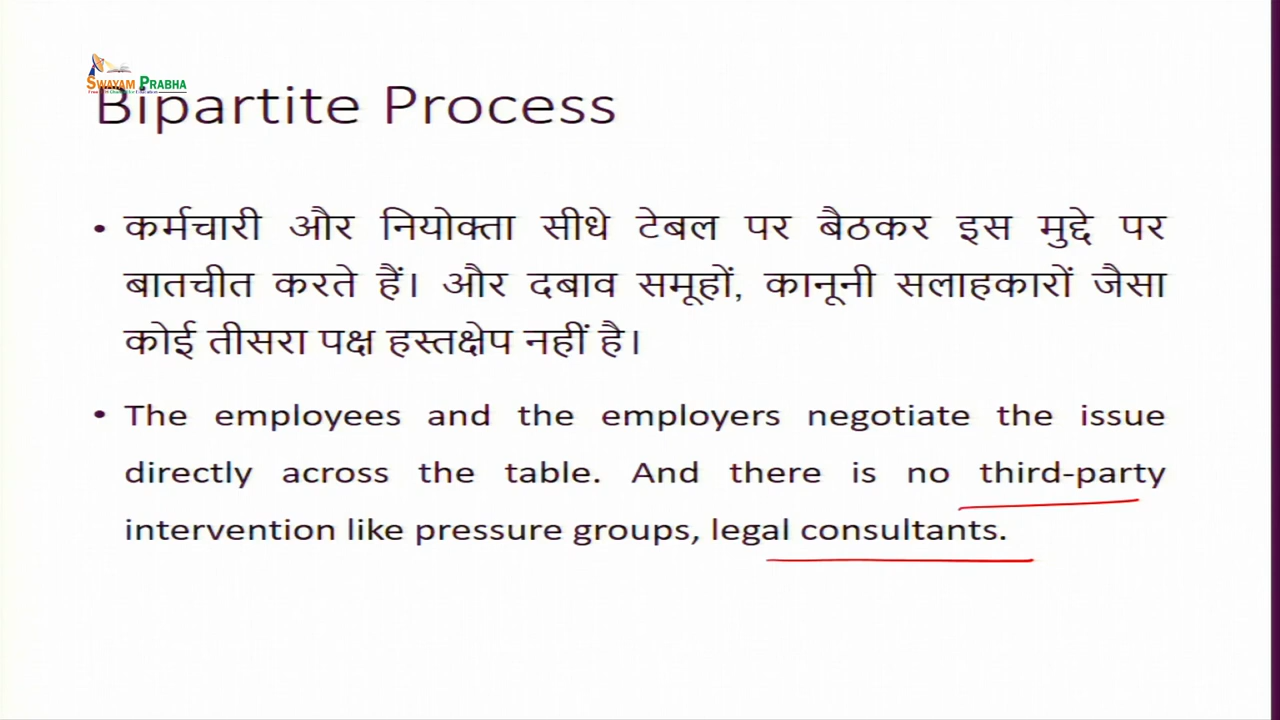 SWAYAM PRABHA
Bipartite Process
• कर्मचारी और नियोक्ता सीधे टेबल पर बैठकर इस मुद्दे पर
बातचीत करते हैं। और दबाव समूहों, कानूनी सलाहकारों जैसा
कोई तीसरा पक्ष हस्तक्षेप नहीं है।
• The employees and the employers negotiate the issue
directly across the table. And there is no third-party
intervention like pressure groups, legal consultants.